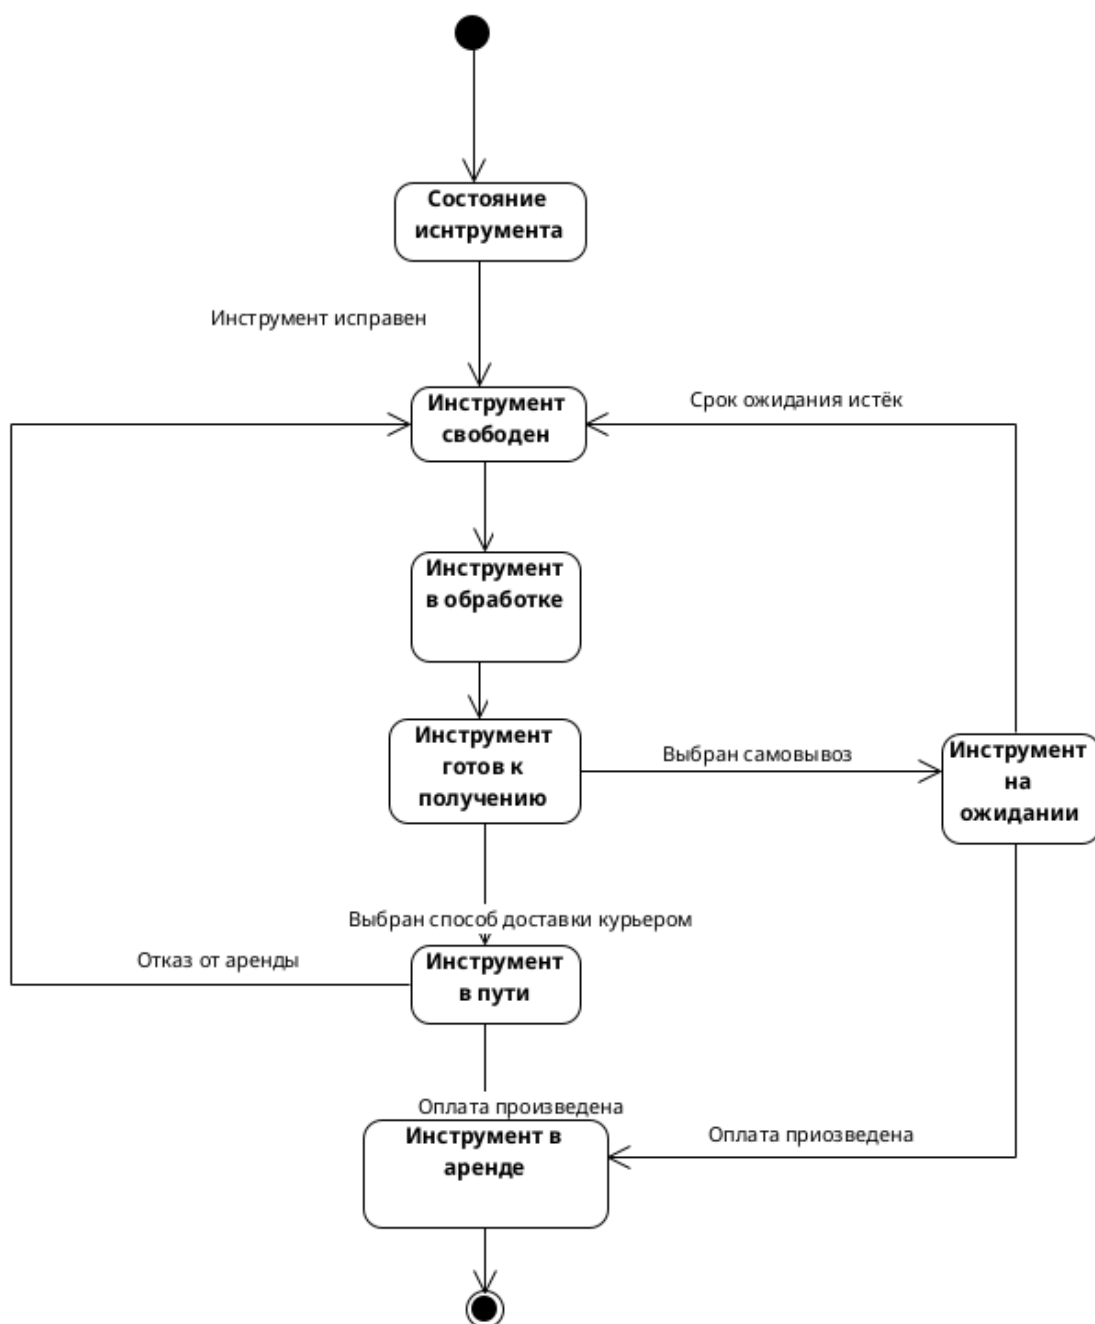 Состояние
иснтрумента
Инструмент исправен
Инструмент
свободен
Срок ожидания истёк
Инструмент
в обработке
Инструмент
готов к
получению
Выбран самовывоз
Инструмент
на
ожидании
Выбран способ доставки курьером
Отказ от аренды
Инструмент
в пути
Оплата произведена
Инструмент в
аренде
Оплата приозведена